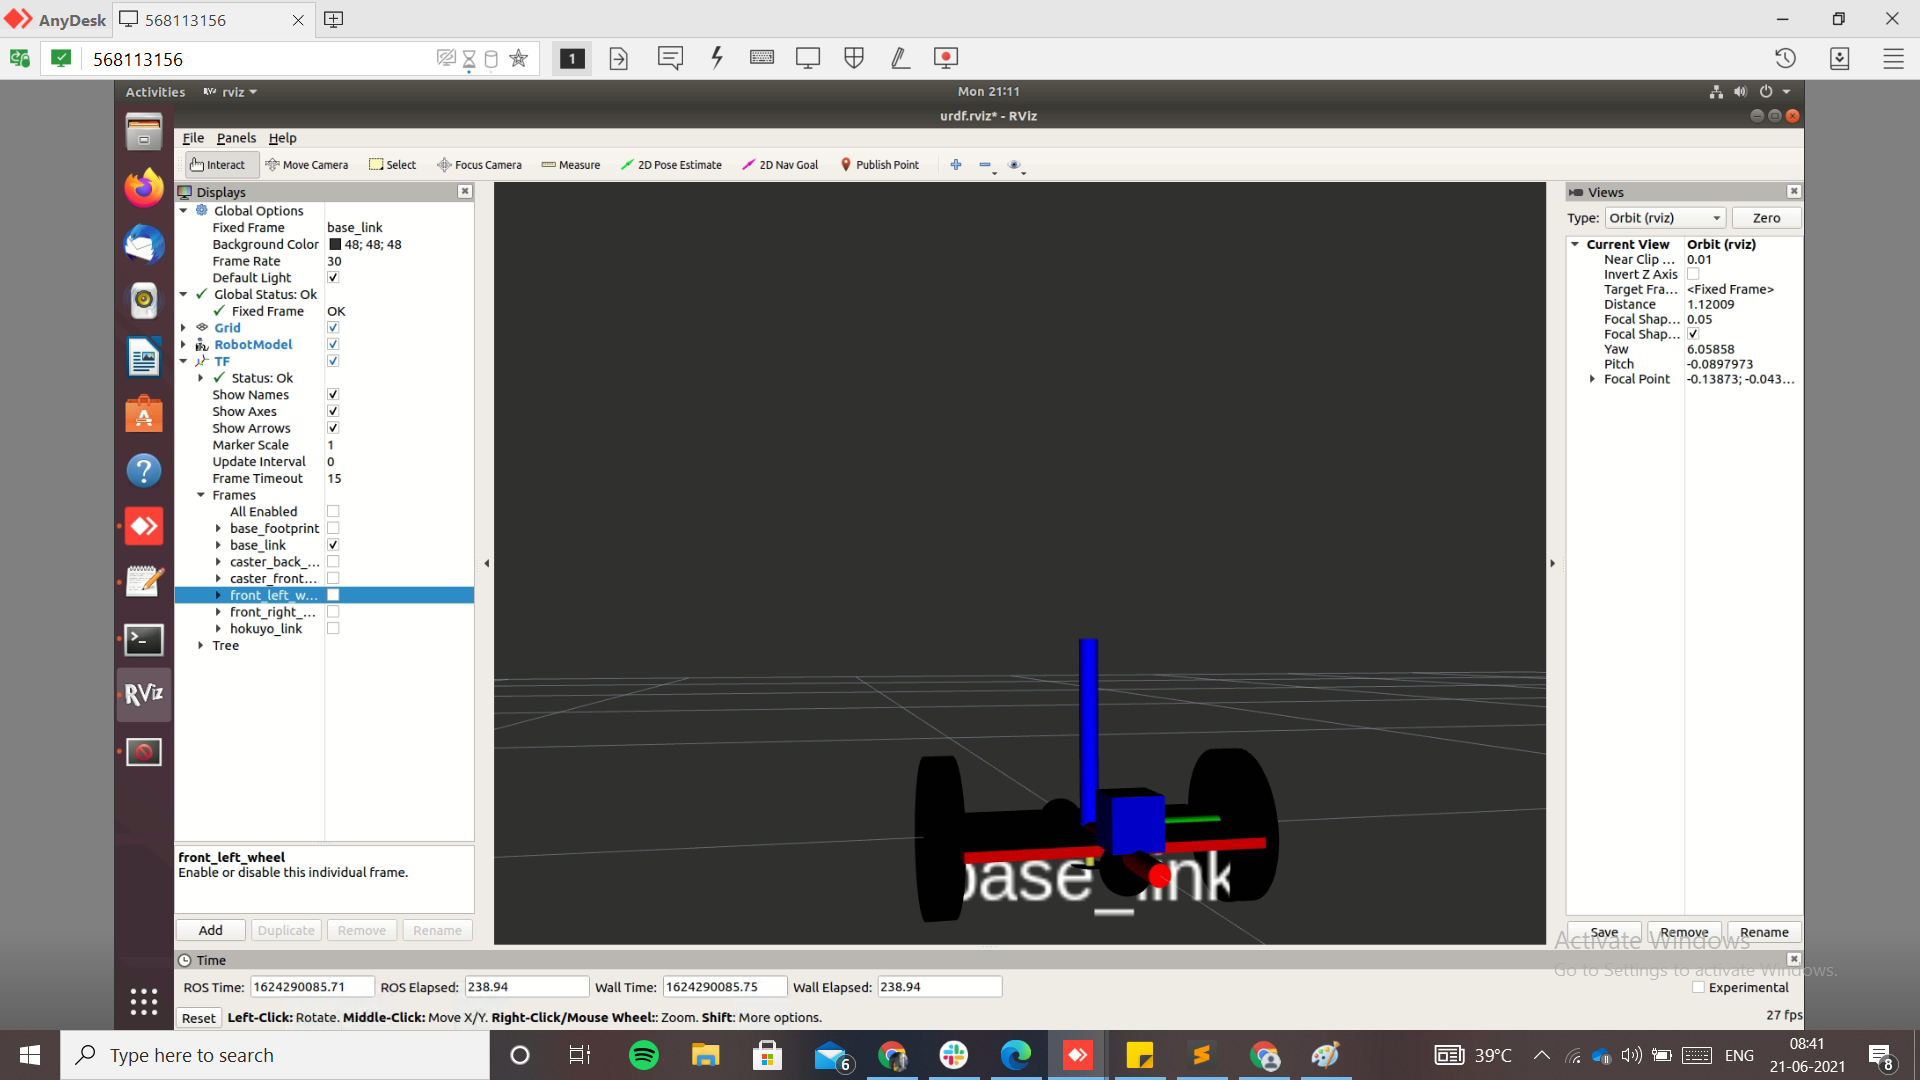 AnyDesk 568113156
568113156 1
Activities rviz Mon 21:11
urdf.rviz* - RViz
File Panels Help
Interact Move Camera Select Focus Camera Measure 2D Pose Estimate 2D Nav Goal Publish Point
Displays
Global Options
Fixed Frame base_link
Background Color 48; 48; 48
Frame Rate 30
Default Light
Global Status: Ok
Fixed Frame OK
Grid
RobotModel
TF
Status: Ok
Show Names
Show Axes
Show Arrows
Marker Scale 1
Update Interval 0
Frame Timeout 15
Frames
All Enabled
base_footprint
base_link
caster_back_...
caster_front...
front_left_w...
front_right_...
hokuyo_link
Tree
front_left_wheel
Enable or disable this individual frame.
Add Duplicate Remove Rename
base_link
Views
Type: Orbit (rviz) Zero
Current View Orbit (rviz)
Near Clip ... 0.01
Invert Z Axis
Target Fra... <Fixed Frame>
Distance 1.12009
Focal Shap... 0.05
Focal Shap...
Yaw 6.05858
Pitch -0.0897973
Focal Point -0.13873; -0.043...
Save Remove Rename
Activate Windows
Go to Settings to activate Windows.
Time
ROS Time: 1624290085.71 ROS Elapsed: 238.94 Wall Time: 1624290085.75 Wall Elapsed: 238.94 Experimental
Reset Left-Click: Rotate. Middle-Click: Move X/Y. Right-Click/Mouse Wheel:: Zoom. Shift: More options. 27 fps
RViz
Type here to search
6
39°C
ENG
08:41
21-06-2021
8